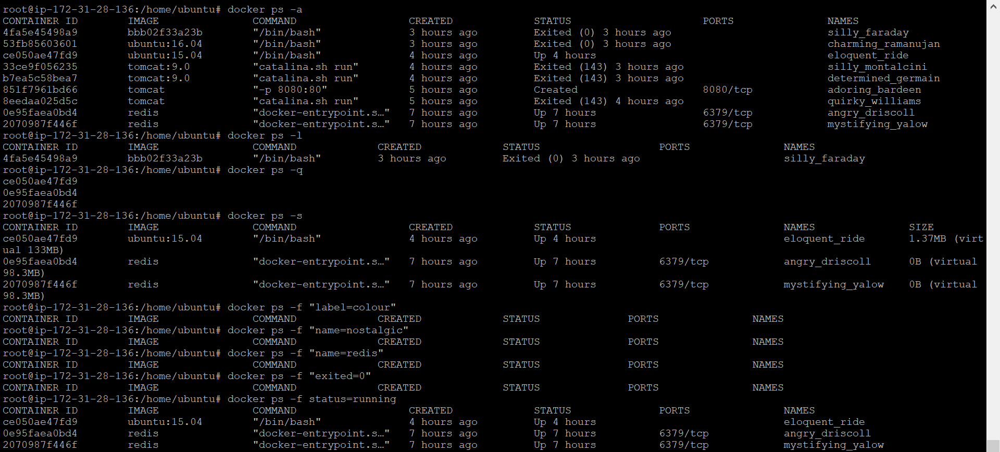 root@ip-172-31-28-136:/home/ubuntu# docker ps -a
CONTAINER ID        IMAGE               COMMAND                  CREATED             STATUS                     PORTS               NAMES
4fa5e45498a9        bbb02f33a23b        "/bin/bash"              3 hours ago         Exited (0) 3 hours ago                         silly_faraday
53fb85603601        ubuntu:16.04        "/bin/bash"              3 hours ago         Exited (0) 3 hours ago                         charming_ramanujan
ce050ae47fd9        ubuntu:15.04        "/bin/bash"              4 hours ago         Up 4 hours                                     eloquent_ride
33ce9f056235        tomcat:9.0          "catalina.sh run"        4 hours ago         Exited (143) 3 hours ago                       silly_montalcini
b7ea5c58bea7        tomcat:9.0          "catalina.sh run"        4 hours ago         Exited (143) 3 hours ago                       determined_germain
851f7961bd66        tomcat              "-p 8080:80"             5 hours ago         Created                    8080/tcp            adoring_bardeen
8eedaa025d5c        tomcat              "catalina.sh run"        5 hours ago         Exited (143) 4 hours ago                       quirky_williams
0e95faea0bd4        redis               "docker-entrypoint.s…"   7 hours ago         Up 7 hours                 6379/tcp            angry_driscoll
2070987f446f        redis               "docker-entrypoint.s…"   7 hours ago         Up 7 hours                 6379/tcp            mystifying_yalow
root@ip-172-31-28-136:/home/ubuntu# docker ps -l
CONTAINER ID        IMAGE               COMMAND             CREATED             STATUS                   PORTS               NAMES
4fa5e45498a9        bbb02f33a23b        "/bin/bash"         3 hours ago         Exited (0) 3 hours ago                       silly_faraday
root@ip-172-31-28-136:/home/ubuntu# docker ps -q
ce050ae47fd9
0e95faea0bd4
2070987f446f
root@ip-172-31-28-136:/home/ubuntu# docker ps -s
CONTAINER ID        IMAGE               COMMAND                  CREATED             STATUS              PORTS               NAMES               SIZE
ce050ae47fd9        ubuntu:15.04        "/bin/bash"              4 hours ago         Up 4 hours                              eloquent_ride       1.37MB (virt
ual 133MB)
0e95faea0bd4        redis               "docker-entrypoint.s…"   7 hours ago         Up 7 hours          6379/tcp            angry_driscoll      0B (virtual
98.3MB)
2070987f446f        redis               "docker-entrypoint.s…"   7 hours ago         Up 7 hours          6379/tcp            mystifying_yalow    0B (virtual
98.3MB)
root@ip-172-31-28-136:/home/ubuntu# docker ps -f "label=colour"
CONTAINER ID        IMAGE               COMMAND             CREATED             STATUS              PORTS               NAMES
root@ip-172-31-28-136:/home/ubuntu# docker ps -f "name=nostalgic"
CONTAINER ID        IMAGE               COMMAND             CREATED             STATUS              PORTS               NAMES
root@ip-172-31-28-136:/home/ubuntu# docker ps -f "name=redis"
CONTAINER ID        IMAGE               COMMAND             CREATED             STATUS              PORTS               NAMES
root@ip-172-31-28-136:/home/ubuntu# docker ps -f "exited=0"
CONTAINER ID        IMAGE               COMMAND             CREATED             STATUS              PORTS               NAMES
root@ip-172-31-28-136:/home/ubuntu# docker ps -f status=running
CONTAINER ID        IMAGE               COMMAND                  CREATED             STATUS              PORTS               NAMES
ce050ae47fd9        ubuntu:15.04        "/bin/bash"              4 hours ago         Up 4 hours                              eloquent_ride
0e95faea0bd4        redis               "docker-entrypoint.s…"   7 hours ago         Up 7 hours          6379/tcp            angry_driscoll
2070987f446f        redis               "docker-entrypoint.s…"   7 hours ago         Up 7 hours          6379/tcp            mystifying_yalow